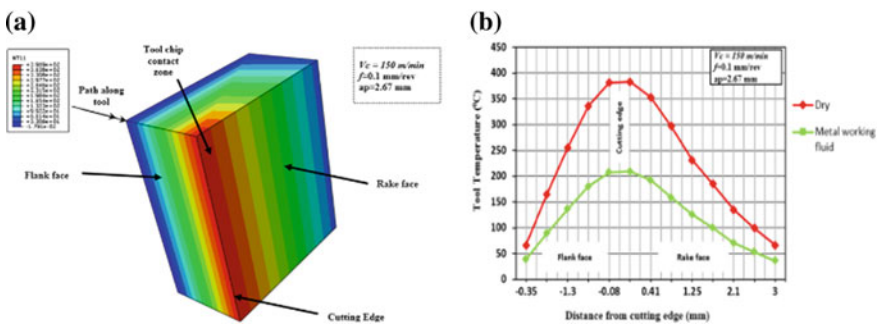 (a)
NT11
Tool chip
contact
zone
Path along
tool
Flank face
Rake face
Cutting Edge
Vc = 150 m/min
f=0.1 mm/rev
ap=2.67 mm
(b)
450
400
350
300
250
200
150
100
50
0
Tool Temperature (°C)
Vc = 150 m/min
f=0.1 mm/rev
ap=2.67 mm
Cutting edge
Flank face
Rake face
-0.35
-1.3
-0.08
0.41
1.25
2.1
3
Distance from cutting edge (mm)
Dry
Metal working
fluid